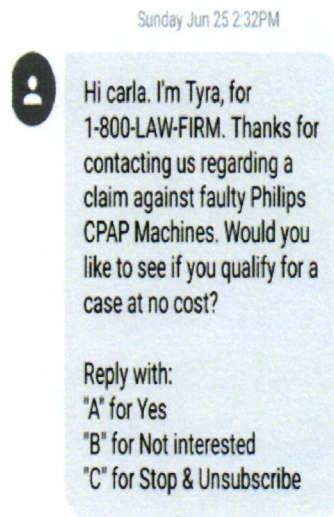 Sunday Jun 25 2:32PM
Hi carla. I'm Tyra, for
1-800-LAW-FIRM. Thanks for
contacting us regarding a
claim against faulty Philips
CPAP Machines. Would you
like to see if you qualify for a
case at no cost?
Reply with:
"A" for Yes
"B" for Not interested
"C" for Stop & Unsubscribe